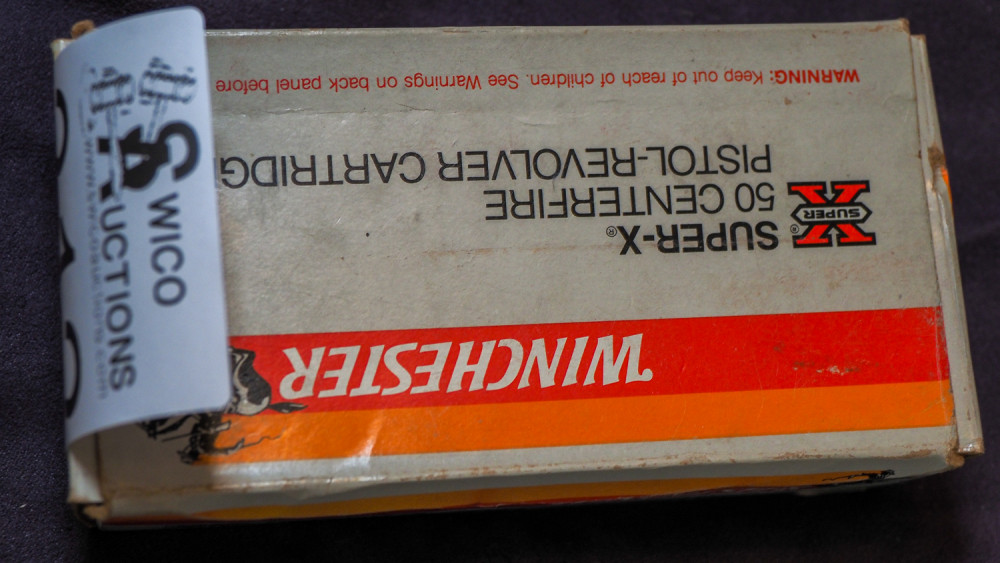 WINCHESTER
SUPER-X®
50 CENTERFIRE
PISTOL-REVOLVER CARTRIDG
WARNING: Keep out of reach of children. See Warnings on back panel before
X
SUPER
®
WICO
AUCTIONS